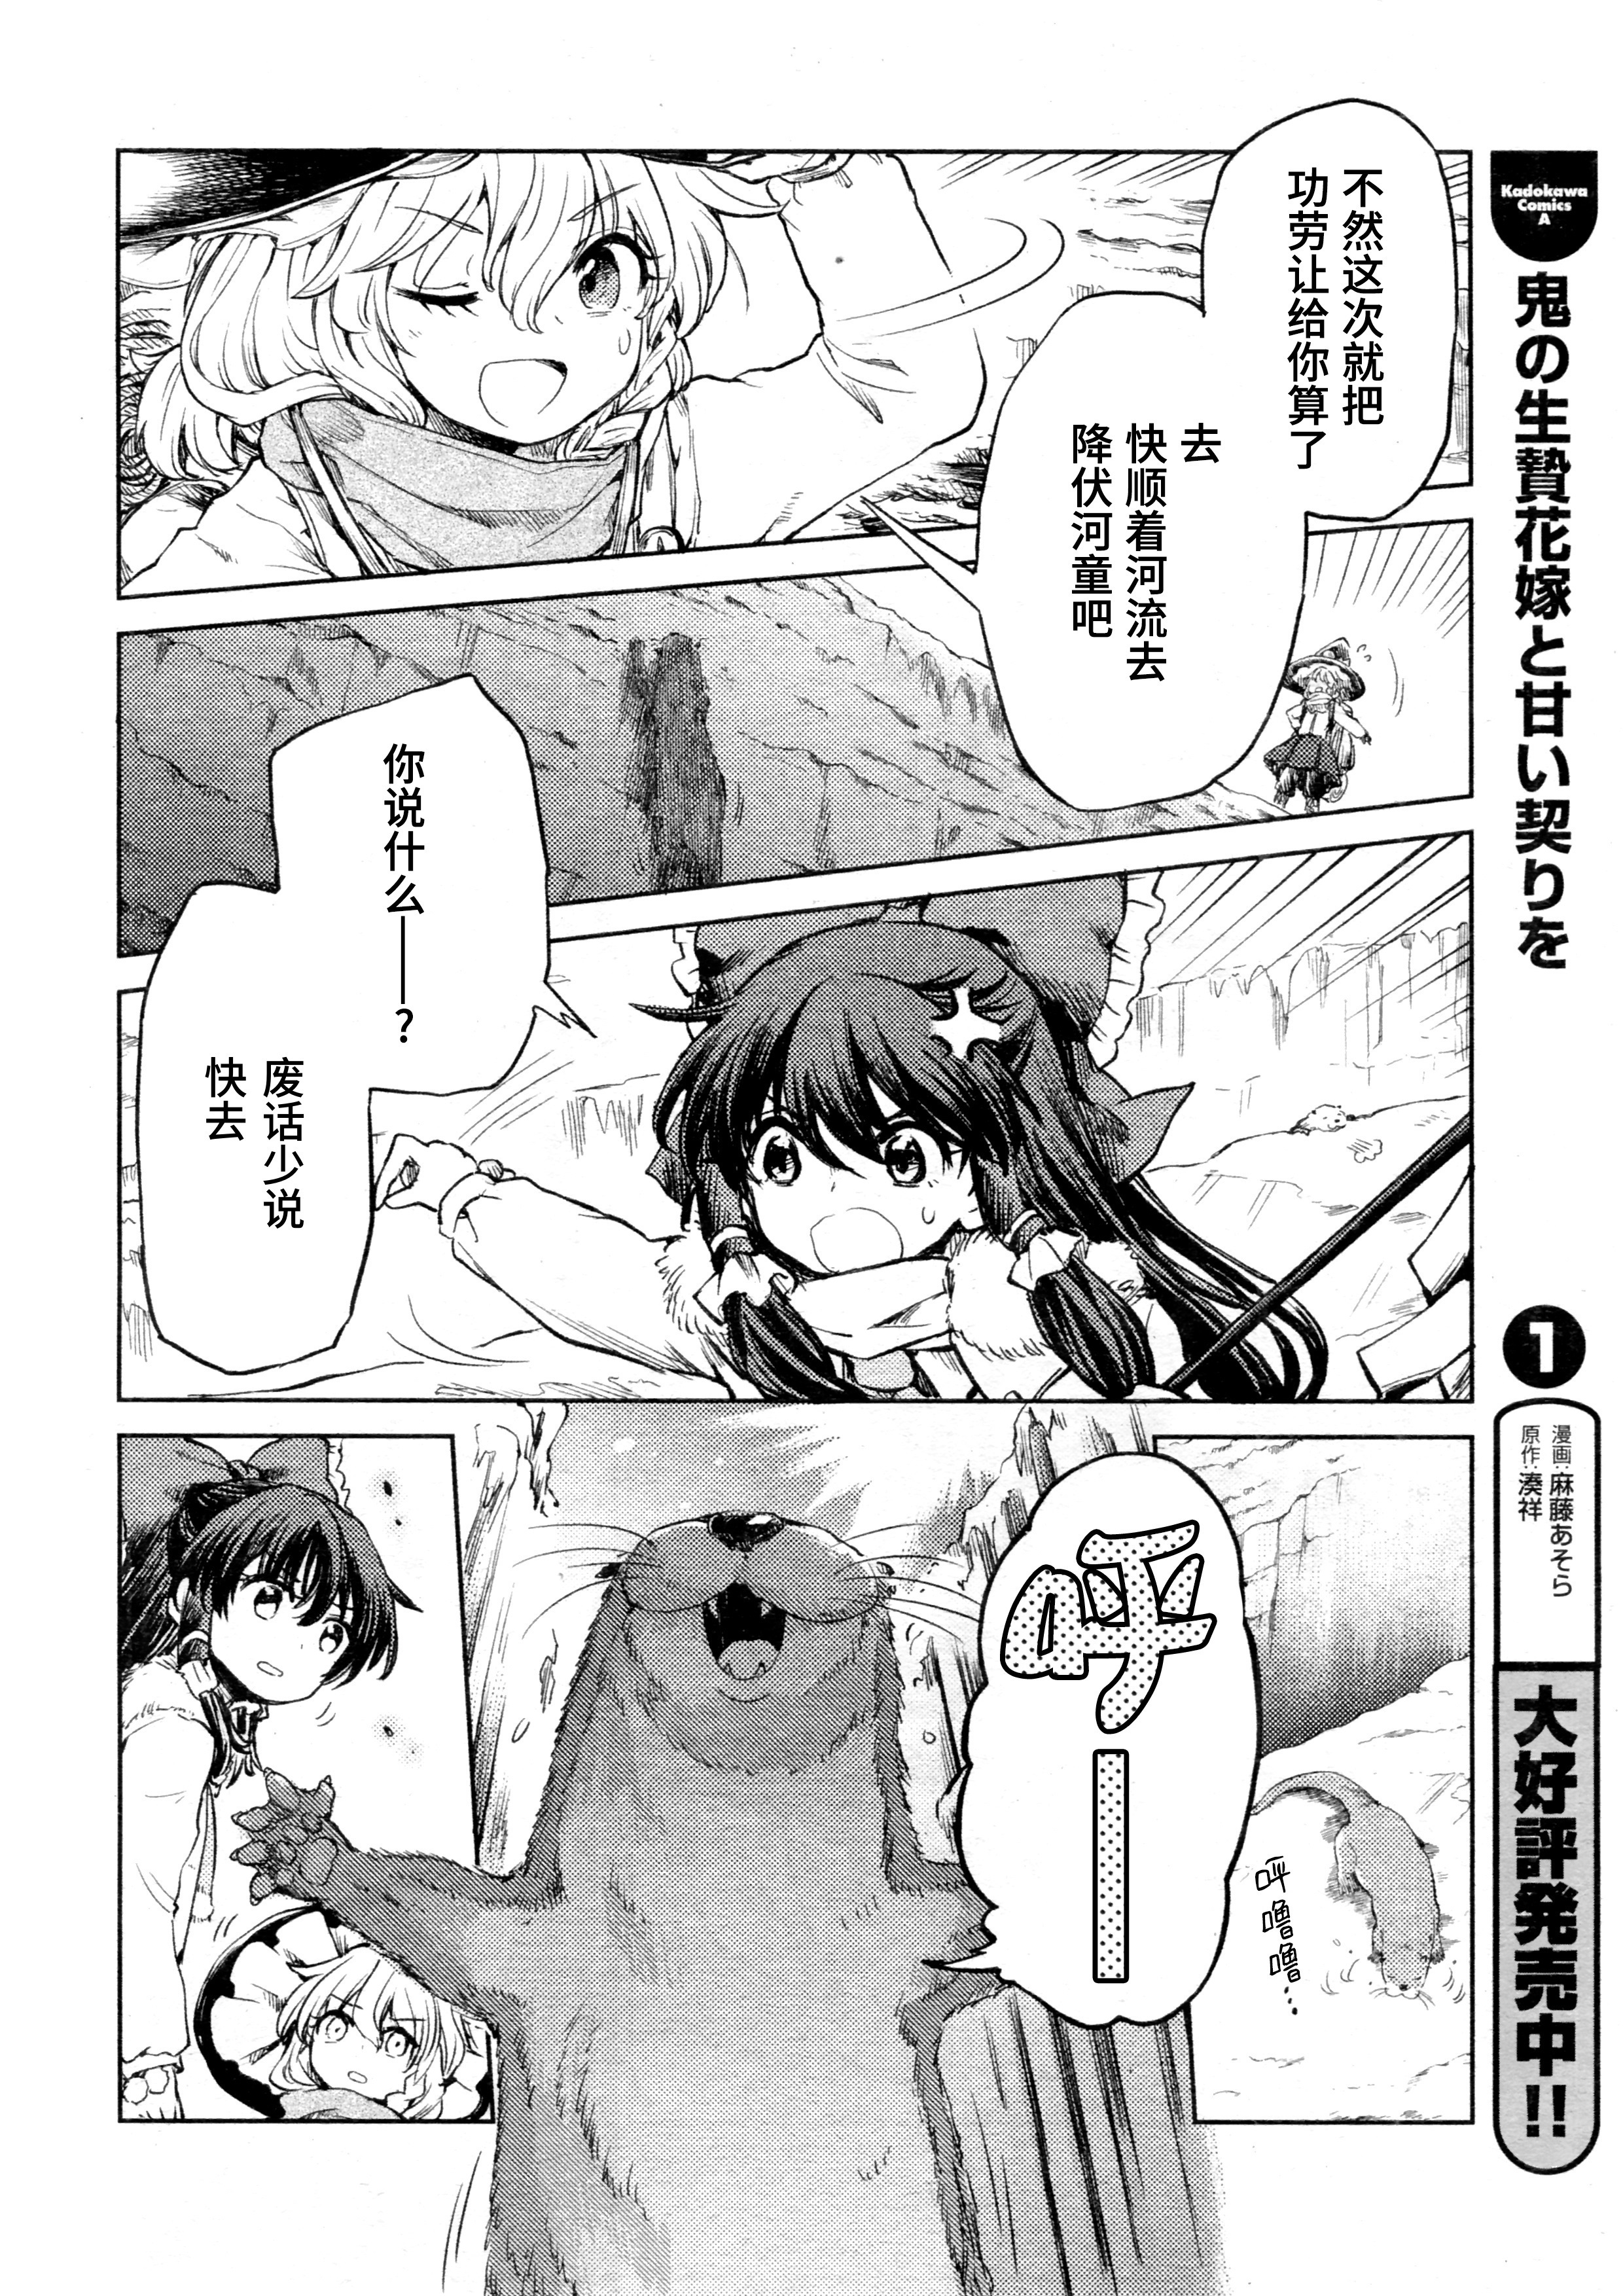 不然这次就把
功劳让给你算了
去
快顺着河流去
降伏河童吧
你说什么——?
废话少说
快去
呼噜噜…
呼——
Kadokawa
Comics
A
鬼の生贄花嫁と甘い契りを
1
漫画:麻藤あそら
原作:湊祥
大好評発売中!!